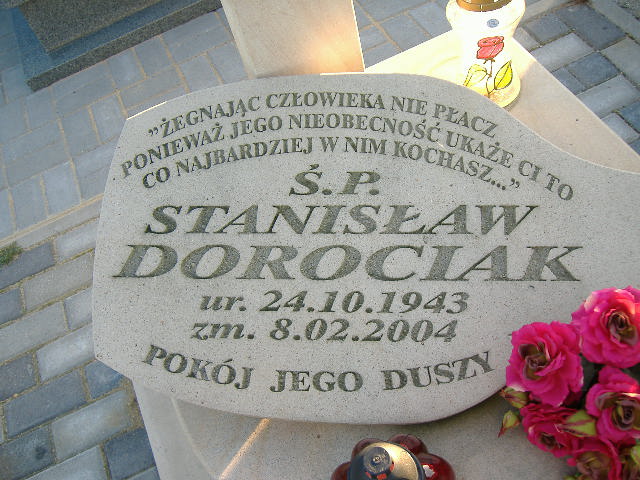 "ŻEGNAJĄC CZŁOWIEKA NIE PŁACZ
PONIEWAŻ JEGO NIEOBECNOŚĆ UKAŻE CI TO
CO NAJBARDZIEJ W NIM KOCHASZ..."
Ś.P.
STANISŁAW
DOROCIAK
ur. 24.10.1943
zm. 8.02.2004
POKÓJ JEGO DUSZY